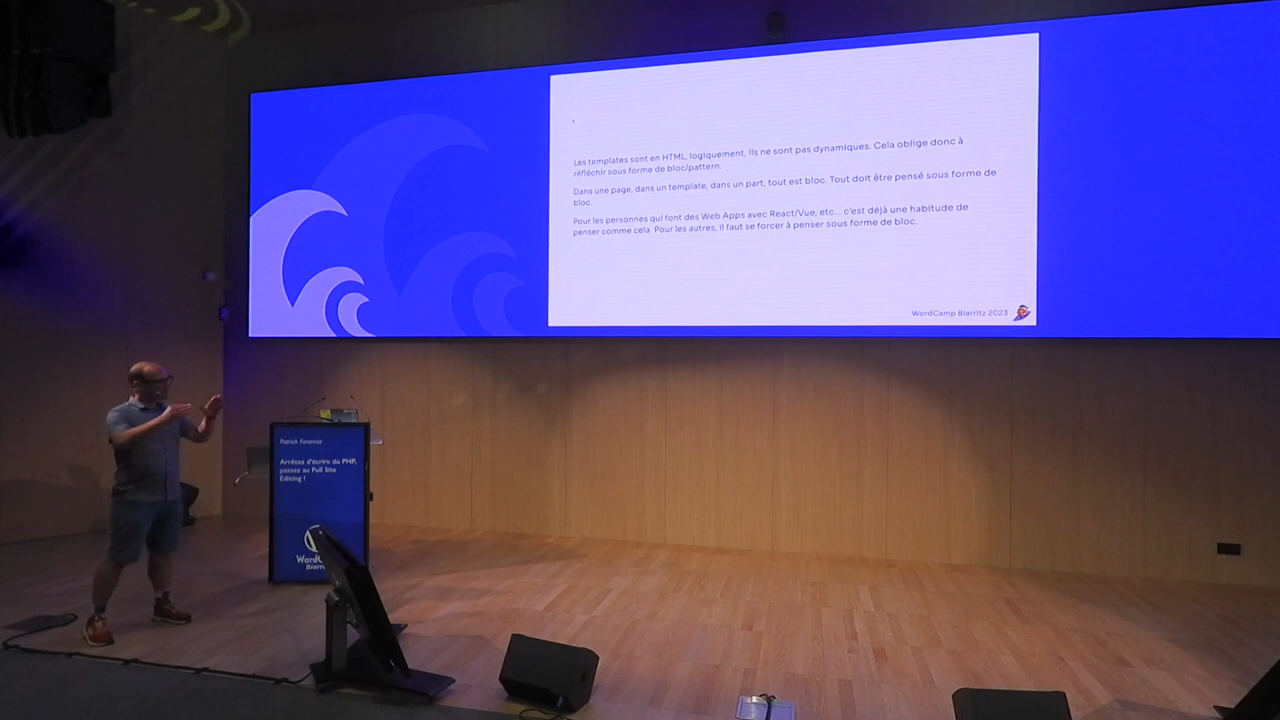 Les templates sont en HTML, logiquement, ils ne sont pas dynamiques. Cela oblige donc à
réfléchir sous forme de bloc/pattern.
Dans une page, dans un template, dans un part, tout est bloc. Tout doit être pensé sous forme de
bloc.
Pour les personnes qui font des Web Apps avec React/Vue, etc... c'est déjà une habitude de
penser comme cela. Pour les autres, il faut se forcer à penser sous forme de bloc.
WordCamp Biarritz 2023
Patrick
Arrêtez d'écrire du PHP,
passez au Full Site
Editing !